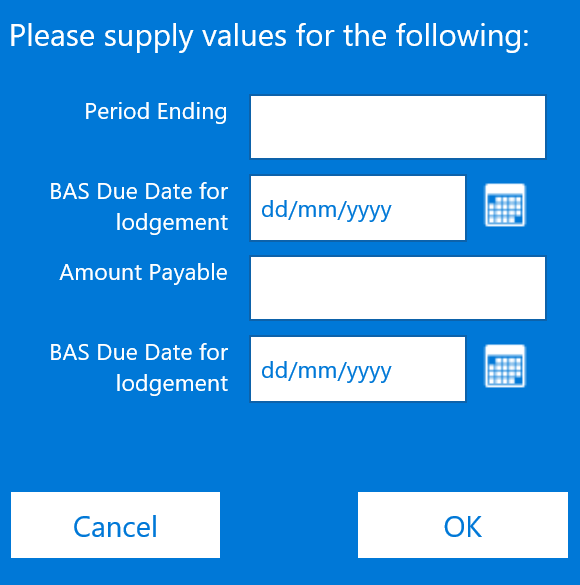 Please supply values for the following:
Period Ending
BAS Due Date for
lodgement
dd/mm/yyyy
Amount Payable
BAS Due Date for
lodgement
dd/mm/yyyy
Cancel
OK